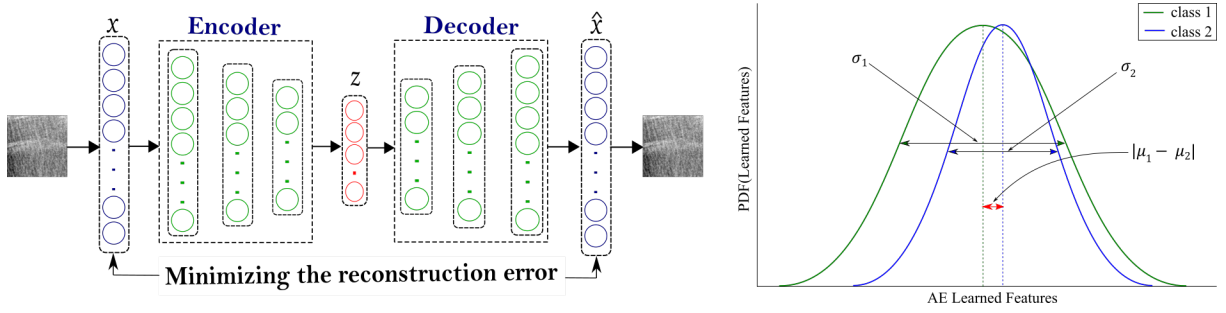 x
Encoder
z
Decoder
x̂
Minimizing the reconstruction error
class 1
class 2
σ₁
σ₂
|μ₁ − μ₂|
PDF(Learned Features)
AE Learned Features